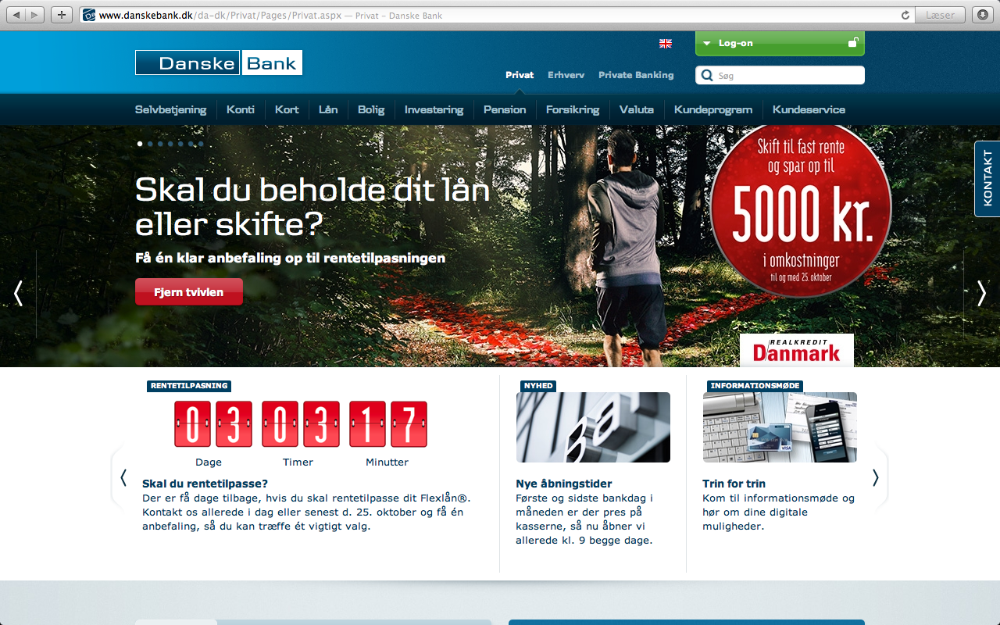 www.danskebank.dk/da-dk/Privat/Pages/Privat.aspx — Privat – Danske Bank
Læser
Danske Bank
Log-on
Privat Erhverv Private Banking
Søg
Selvbetjening Konti Kort Lån Bolig Investering Pension Forsikring Valuta Kundeprogram Kundeservice
KONTAKT
Skal du beholde dit lån
eller skifte?
Få én klar anbefaling op til rentetilpasningen
Fjern tvivlen
Skift til fast rente
og spar op til
5000 kr.
i omkostninger
til og med 25. oktober
REALKREDIT
Danmark
RENTETILPASNING
03 03 17
Dage Timer Minutter
Skal du rentetilpasse?
Der er få dage tilbage, hvis du skal rentetilpasse dit Flexlån®.
Kontakt os allerede i dag eller senest d. 25. oktober og få én
anbefaling, så du kan træffe ét vigtigt valg.
NYHED
Ba
Nye åbningstider
Første og sidste bankdag i
måneden er der pres på
kasserne, så nu åbner vi
allerede kl. 9 begge dage.
INFORMATIONSMØDE
VISA
Trin for trin
Kom til informationsmøde og
hør om dine digitale
muligheder.